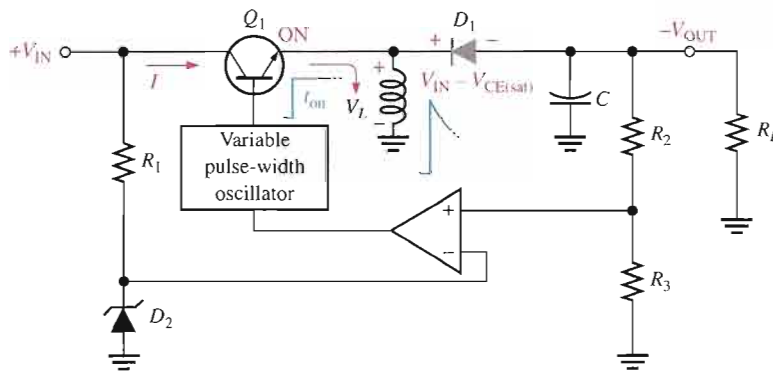 Q1
ON
D1
+ −
−VOUT
+VIN
I
ton
+
VL
−
VIN − VCE(sat)
C
R2
R1
Variable
pulse-width
oscillator
+
−
R3
D2